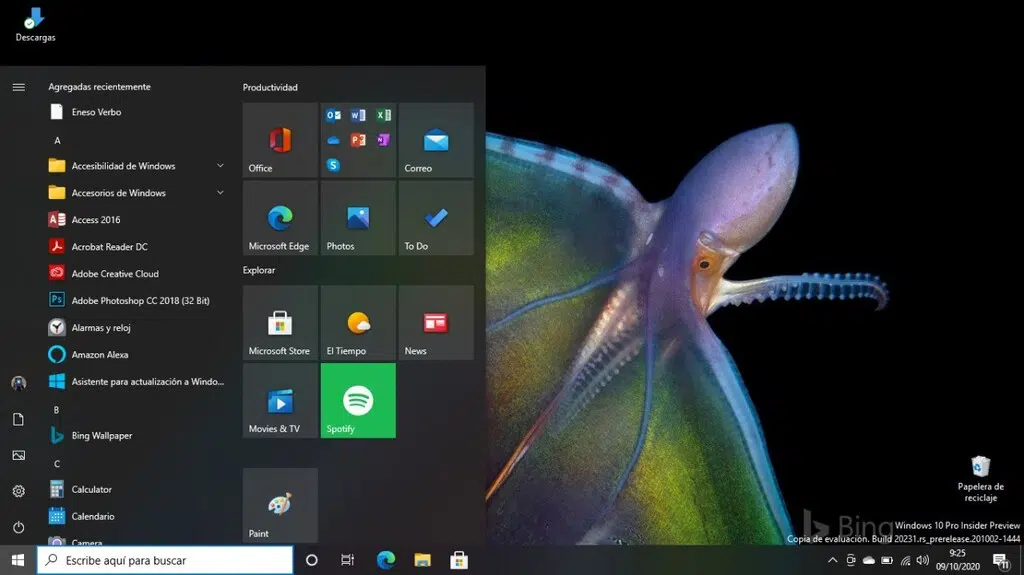 Descargas
Agregadas recientemente
Eneso Verbo
A
Accesibilidad de Windows
Accesorios de Windows
Access 2016
Acrobat Reader DC
Adobe Creative Cloud
Adobe Photoshop CC 2018 (32 Bit)
Alarmas y reloj
Amazon Alexa
Asistente para actualización a Windo...
B
Bing Wallpaper
C
Calculator
Calendario
Camera
Productividad
Office
Correo
Microsoft Edge
Photos
To Do
Explorar
Microsoft Store
El Tiempo
News
Movies & TV
Spotify
Paint
Papelera de
reciclaje
Bing
Windows 10 Pro Insider Preview
Copia de evaluación. Build 20231.rs_prerelease.201002-1444
Escribe aquí para buscar
9:25
09/10/2020
11